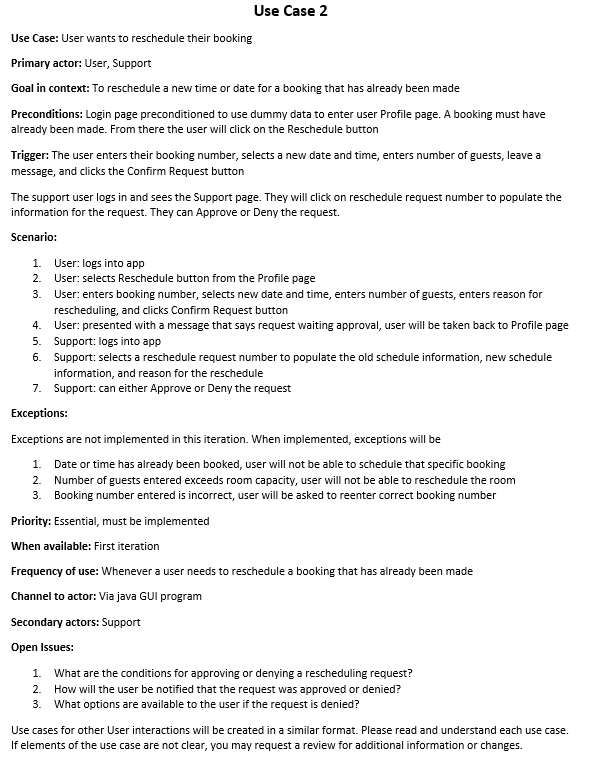 Use Case 2
Use Case: User wants to reschedule their booking
Primary actor: User, Support
Goal in context: To reschedule a new time or date for a booking that has already been made
Preconditions: Login page preconditioned to use dummy data to enter user Profile page. A booking must have
already been made. From there the user will click on the Reschedule button
Trigger: The user enters their booking number, selects a new date and time, enters number of guests, leave a
message, and clicks the Confirm Request button
The support user logs in and sees the Support page. They will click on reschedule request number to populate the
information for the request. They can Approve or Deny the request.
Scenario:
1. User: logs into app
2. User: selects Reschedule button from the Profile page
3. User: enters booking number, selects new date and time, enters number of guests, enters reason for
rescheduling, and clicks Confirm Request button
4. User: presented with a message that says request waiting approval, user will be taken back to Profile page
5. Support: logs into app
6. Support: selects a reschedule request number to populate the old schedule information, new schedule
information, and reason for the reschedule
7. Support: can either Approve or Deny the request
Exceptions:
Exceptions are not implemented in this iteration. When implemented, exceptions will be
1. Date or time has already been booked, user will not be able to schedule that specific booking
2. Number of guests entered exceeds room capacity, user will not be able to reschedule the room
3. Booking number entered is incorrect, user will be asked to reenter correct booking number
Priority: Essential, must be implemented
When available: First iteration
Frequency of use: Whenever a user needs to reschedule a booking that has already been made
Channel to actor: Via java GUI program
Secondary actors: Support
Open Issues:
1. What are the conditions for approving or denying a rescheduling request?
2. How will the user be notified that the request was approved or denied?
3. What options are available to the user if the request is denied?
Use cases for other User interactions will be created in a similar format. Please read and understand each use case.
If elements of the use case are not clear, you may request a review for additional information or changes.